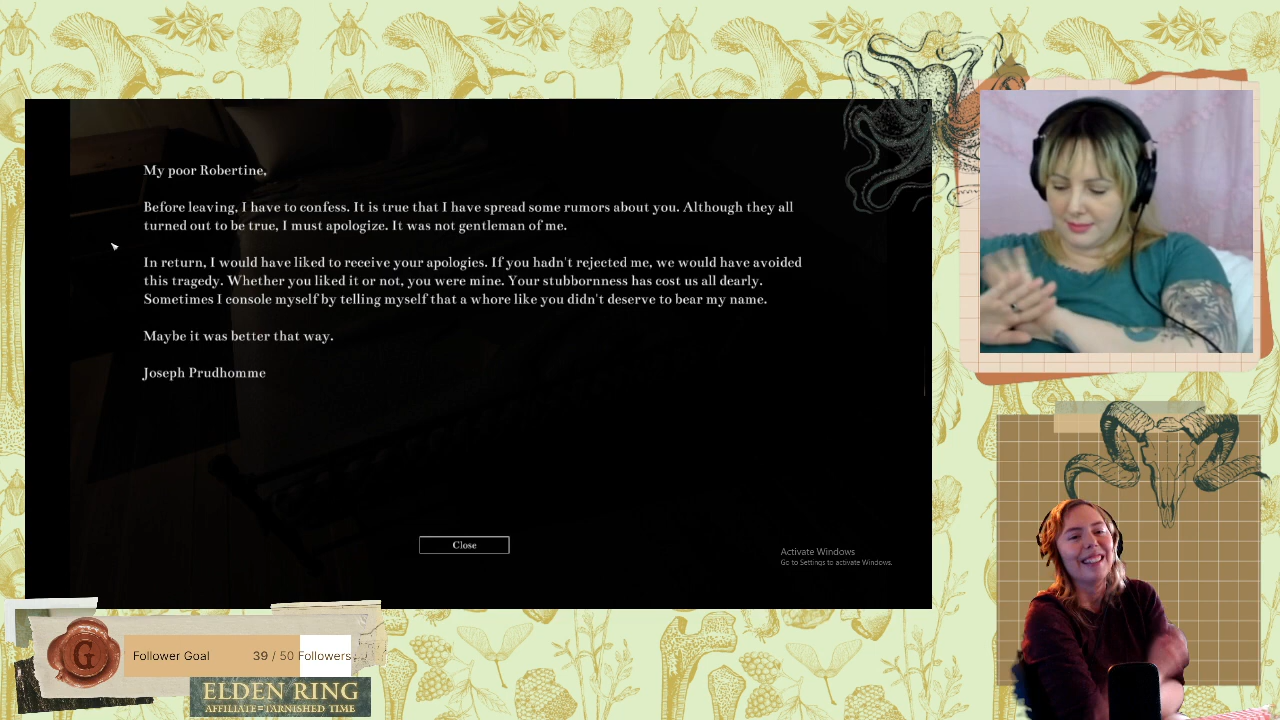 My poor Robertine,
Before leaving, I have to confess. It is true that I have spread some rumors about you. Although they all
turned out to be true, I must apologize. It was not gentleman of me.
In return, I would have liked to receive your apologies. If you hadn't rejected me, we would have avoided
this tragedy. Whether you liked it or not, you were mine. Your stubbornness has cost us all dearly.
Sometimes I console myself by telling myself that a whore like you didn't deserve to bear my name.
Maybe it was better that way.
Joseph Prudhomme
Close
Activate Windows
Go to Settings to activate Windows.
G
Follower Goal 39 / 50 Followers
ELDEN RING
AFFILIATE=TARNISHED TIME